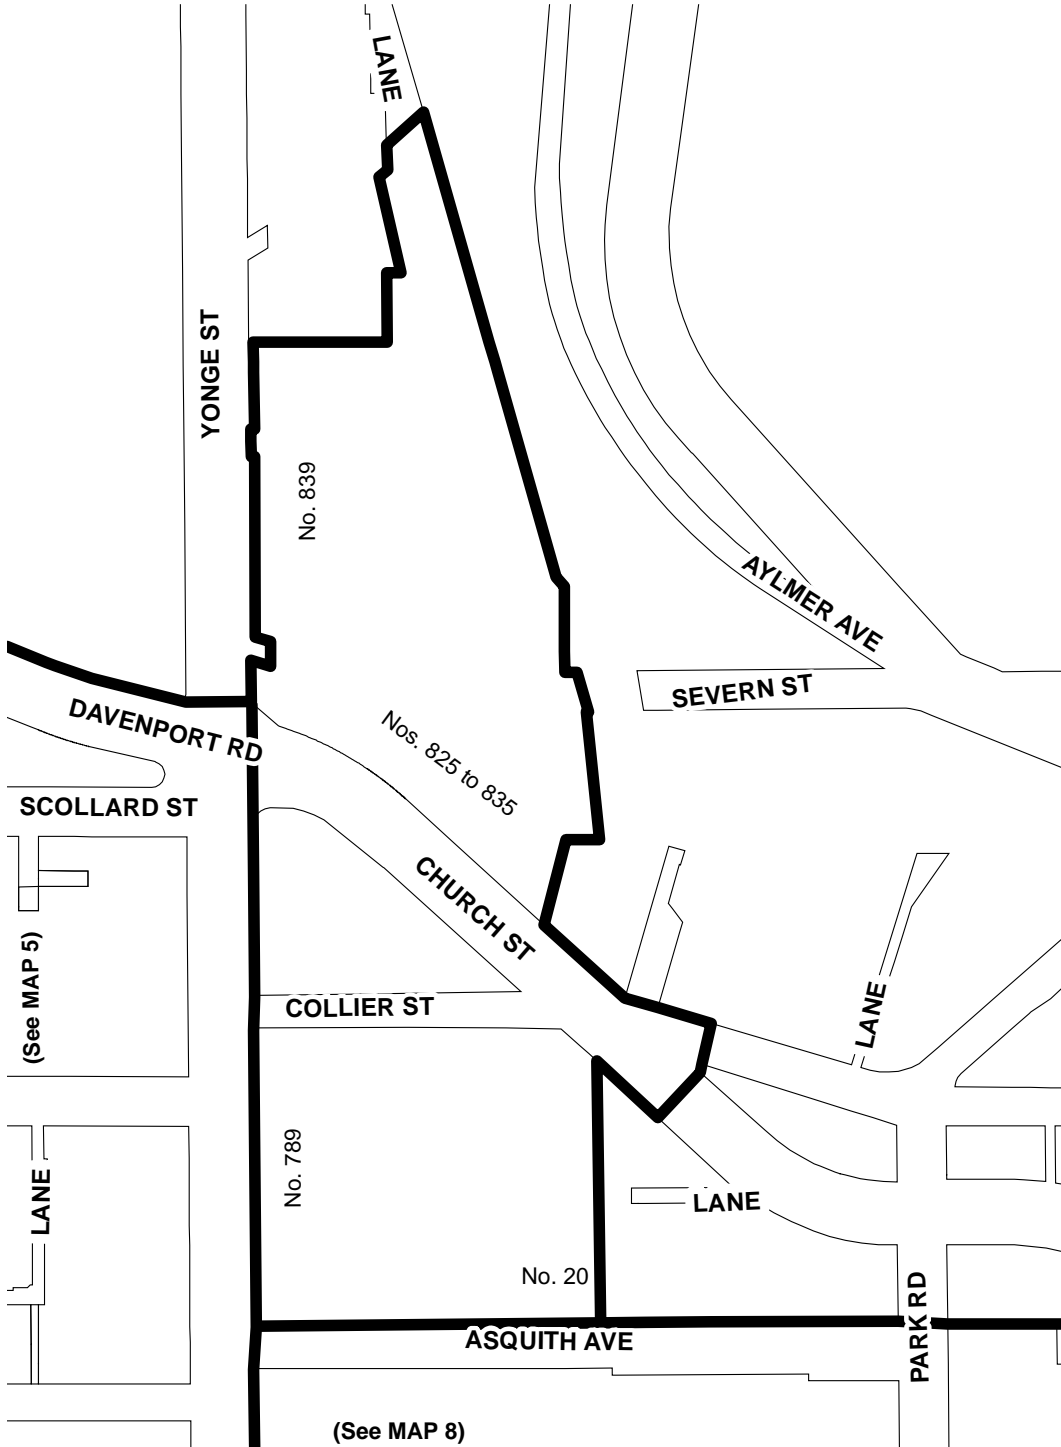 LANE
YONGE ST
No. 839
AYLMER AVE
SEVERN ST
DAVENPORT RD
Nos. 825 to 835
SCOLLARD ST
CHURCH ST
(See MAP 5)
COLLIER ST
LANE
No. 789
LANE
LANE
No. 20
ASQUITH AVE
PARK RD
(See MAP 8)